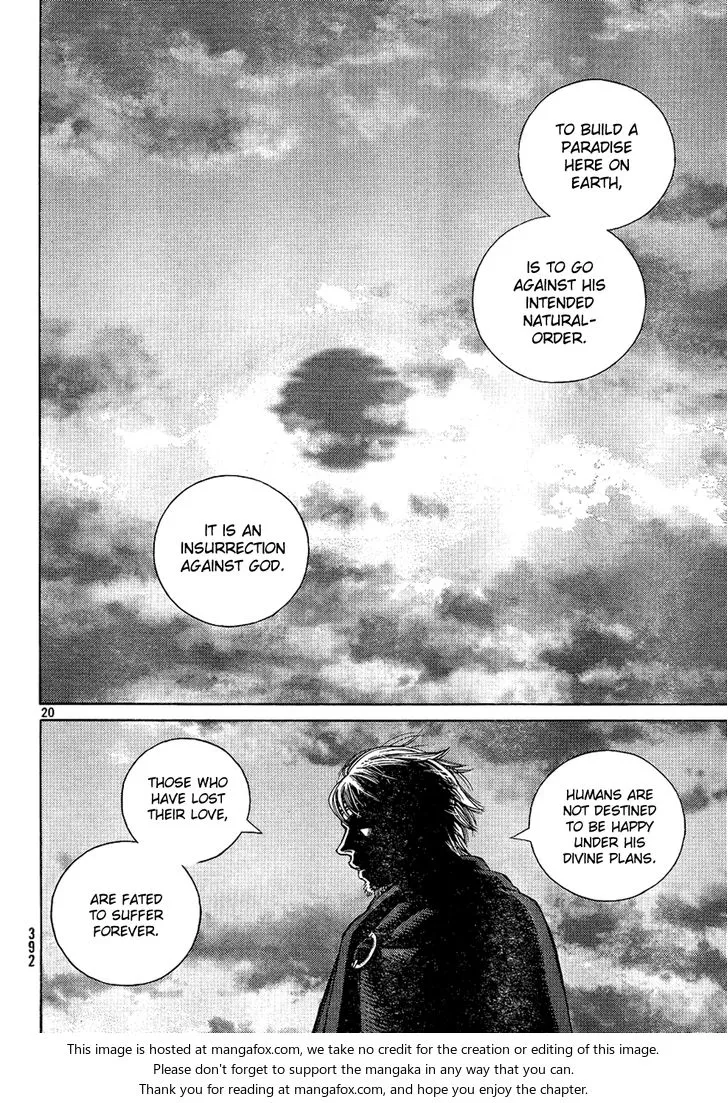 TO BUILD A
PARADISE
HERE ON
EARTH,
IS TO GO
AGAINST HIS
INTENDED
NATURAL-
ORDER.
IT IS AN
INSURRECTION
AGAINST GOD.
20
HUMANS ARE
NOT DESTINED
TO BE HAPPY
UNDER HIS
DIVINE PLANS.
THOSE WHO
HAVE LOST
THEIR LOVE,
ARE FATED
TO SUFFER
FOREVER.
392
This image is hosted at mangafox.com, we take no credit for the creation or editing of this image.
Please don't forget to support the mangaka in any way that you can.
Thank you for reading at mangafox.com, and hope you enjoy the chapter.